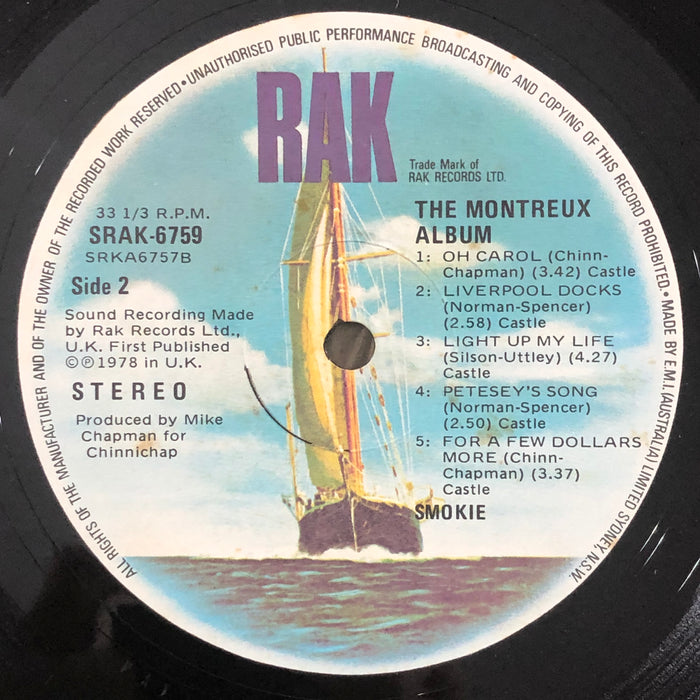 ALL RIGHTS OF THE MANUFACTURER AND OF THE OWNER OF THE RECORDED WORK RESERVED • UNAUTHORISED PUBLIC PERFORMANCE BROADCASTING AND COPYING OF THIS RECORD PROHIBITED. • MADE BY E.M.I. (AUSTRALIA) LIMITED SYDNEY, N.S.W.
RAK
Trade Mark of
RAK RECORDS LTD.
33 1/3 R.P.M.
SRAK-6759
SRKA6757B
Side 2
Sound Recording Made
by Rak Records Ltd.,
U.K. First Published
©℗1978 in U.K.
STEREO
Produced by Mike
Chapman for
Chinnichap
THE MONTREUX
ALBUM
1: OH CAROL (Chinn-
Chapman) (3.42) Castle
2: LIVERPOOL DOCKS
(Norman-Spencer)
(2.58) Castle
3: LIGHT UP MY LIFE
(Silson-Uttley) (4.27)
Castle
4: PETESEY'S SONG
(Norman-Spencer)
(2.50) Castle
5: FOR A FEW DOLLARS
MORE (Chinn-
Chapman) (3.37)
Castle
SMOKIE